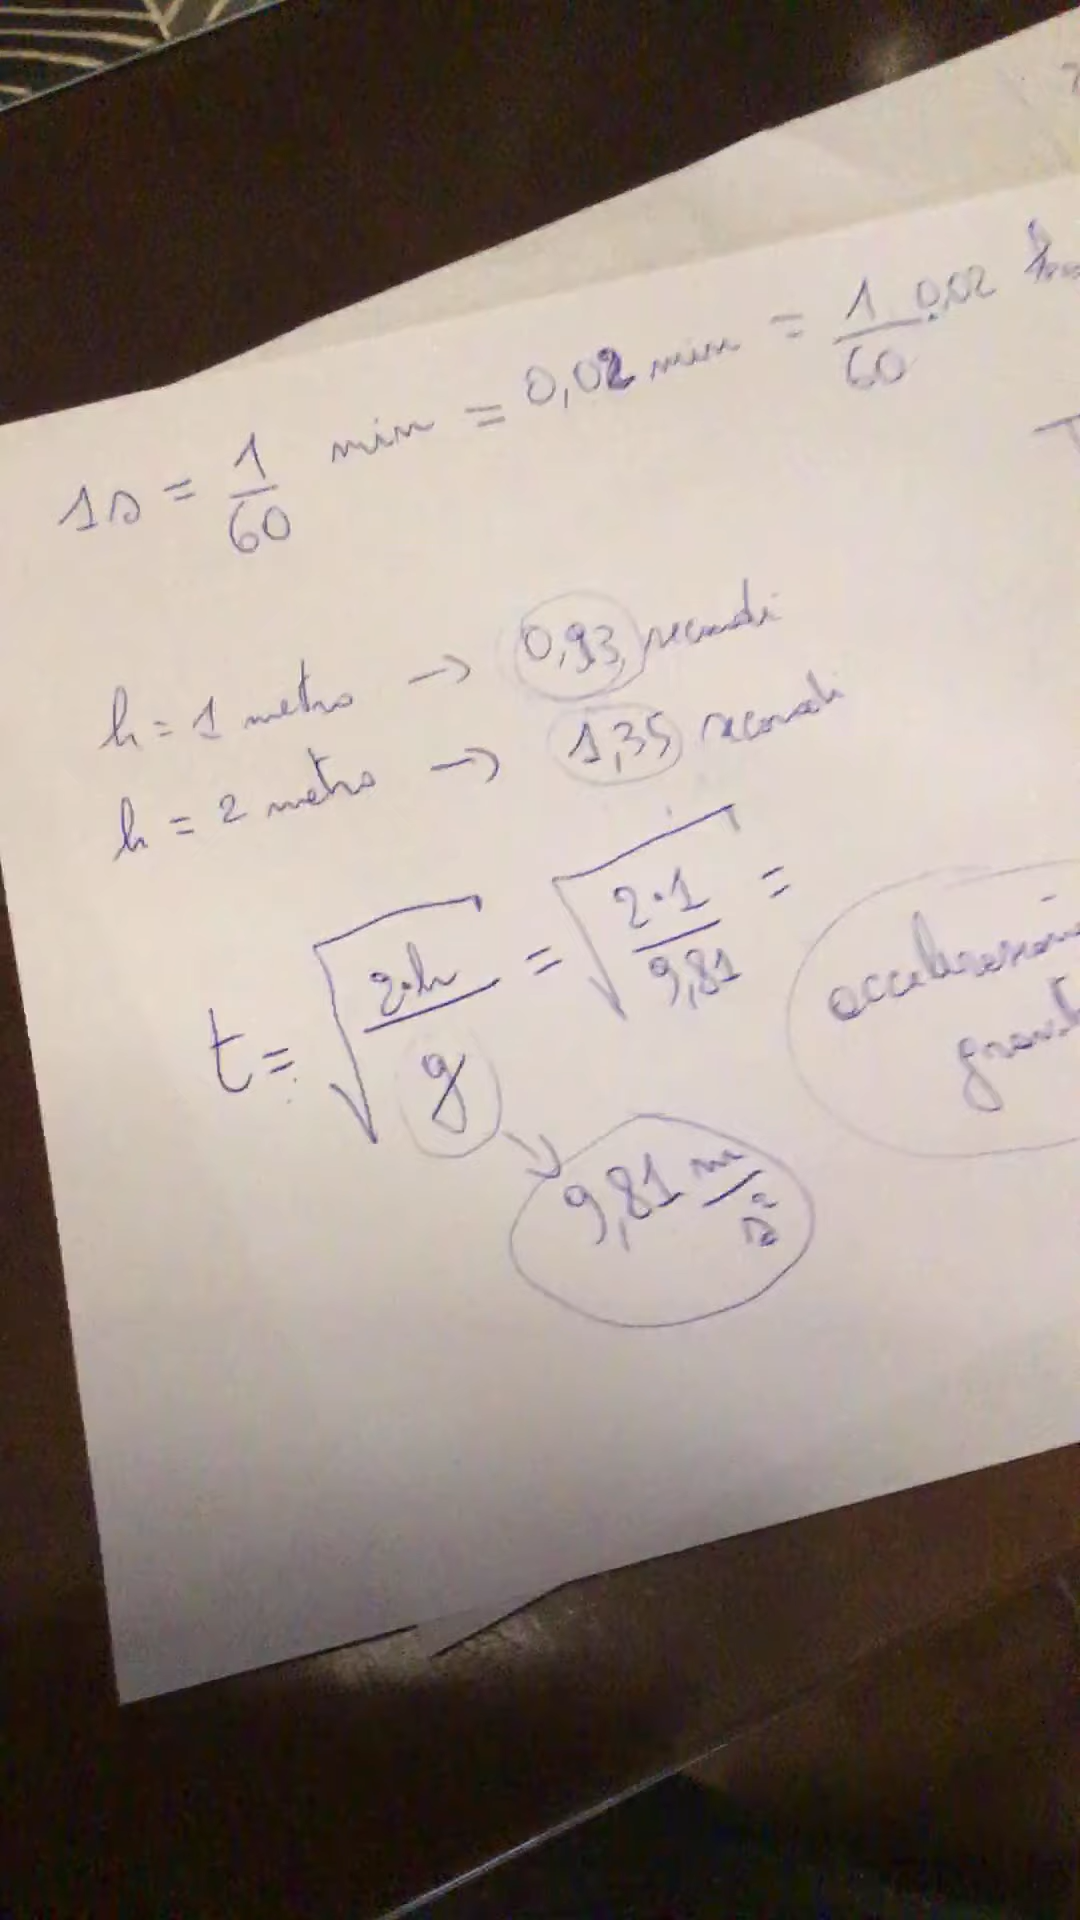 1s = 1/60 min = 0,02 min = 1/60 · 0,02
h = 1 metro → 0,93 secondi
h = 2 metro → 1,35 secondi
t = √(2·h/g) = √(2·1/9,81) =
9,81 m/s²
accelerazione